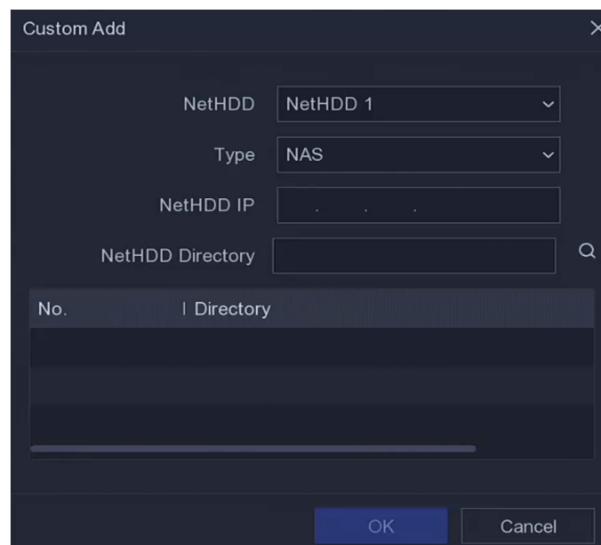 Custom Add
NetHDD NetHDD 1
Type NAS
NetHDD IP . . .
NetHDD Directory
No. Directory
OK Cancel